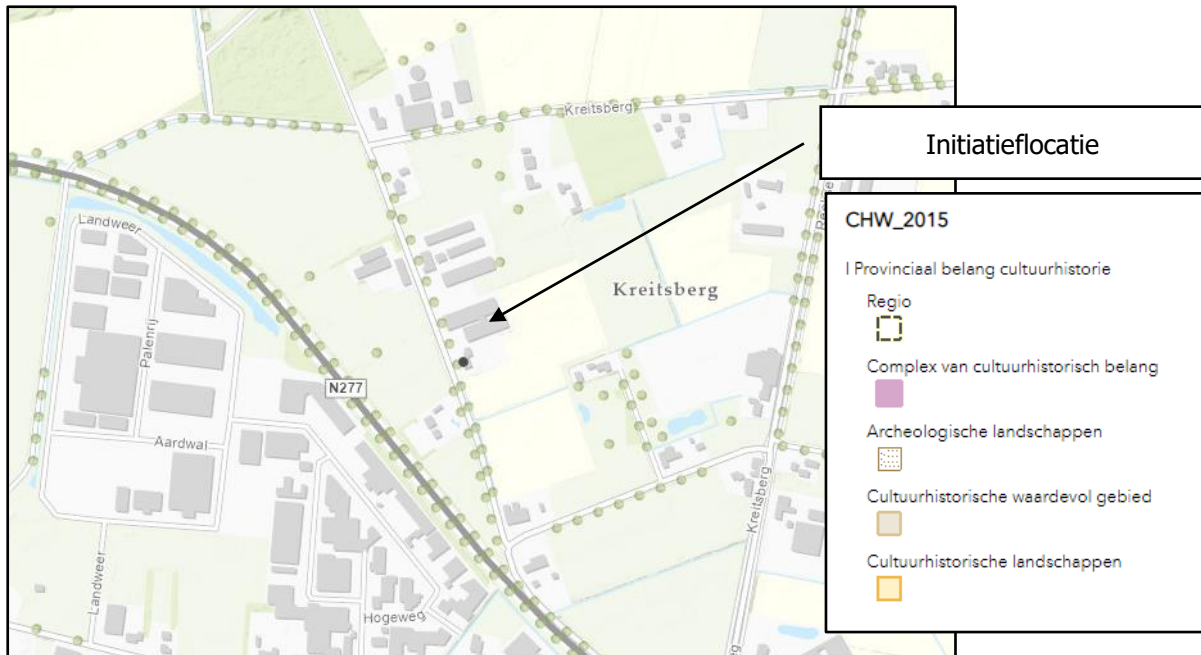 Kreitsberg
Initiatieflocatie
Landweer
CHW_2015
I Provinciaal belang cultuurhistorie
Regio
Kreitsberg
Palenrij
Complex van cultuurhistorisch belang
N277
Archeologische landschappen
Aardwal
Kreitsberg
Cultuurhistorische waardevol gebied
Cultuurhistorische landschappen
Landweer
Hogeweg